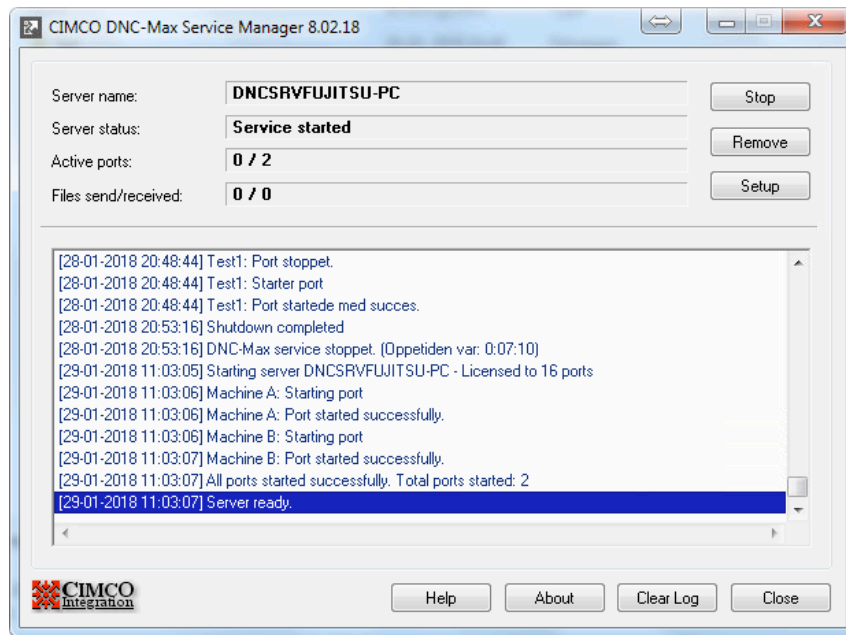 CIMCO DNC-Max Service Manager 8.02.18
Server name: DNCSRVFUJITSU-PC Stop
Server status: Service started
Remove
Active ports: 0 / 2
Files send/received: 0 / 0 Setup
[28-01-2018 20:48:44] Test1: Port stoppet.
[28-01-2018 20:48:44] Test1: Starter port
[28-01-2018 20:48:44] Test1: Port startede med succes.
[28-01-2018 20:53:16] Shutdown completed
[28-01-2018 20:53:16] DNC-Max service stoppet. (Oppetiden var: 0:07:10)
[29-01-2018 11:03:05] Starting server DNCSRVFUJITSU-PC - Licensed to 16 ports
[29-01-2018 11:03:06] Machine A: Starting port
[29-01-2018 11:03:06] Machine A: Port started successfully.
[29-01-2018 11:03:06] Machine B: Starting port
[29-01-2018 11:03:07] Machine B: Port started successfully.
[29-01-2018 11:03:07] All ports started successfully. Total ports started: 2
[29-01-2018 11:03:07] Server ready.
CIMCO
Integration
Help About Clear Log Close